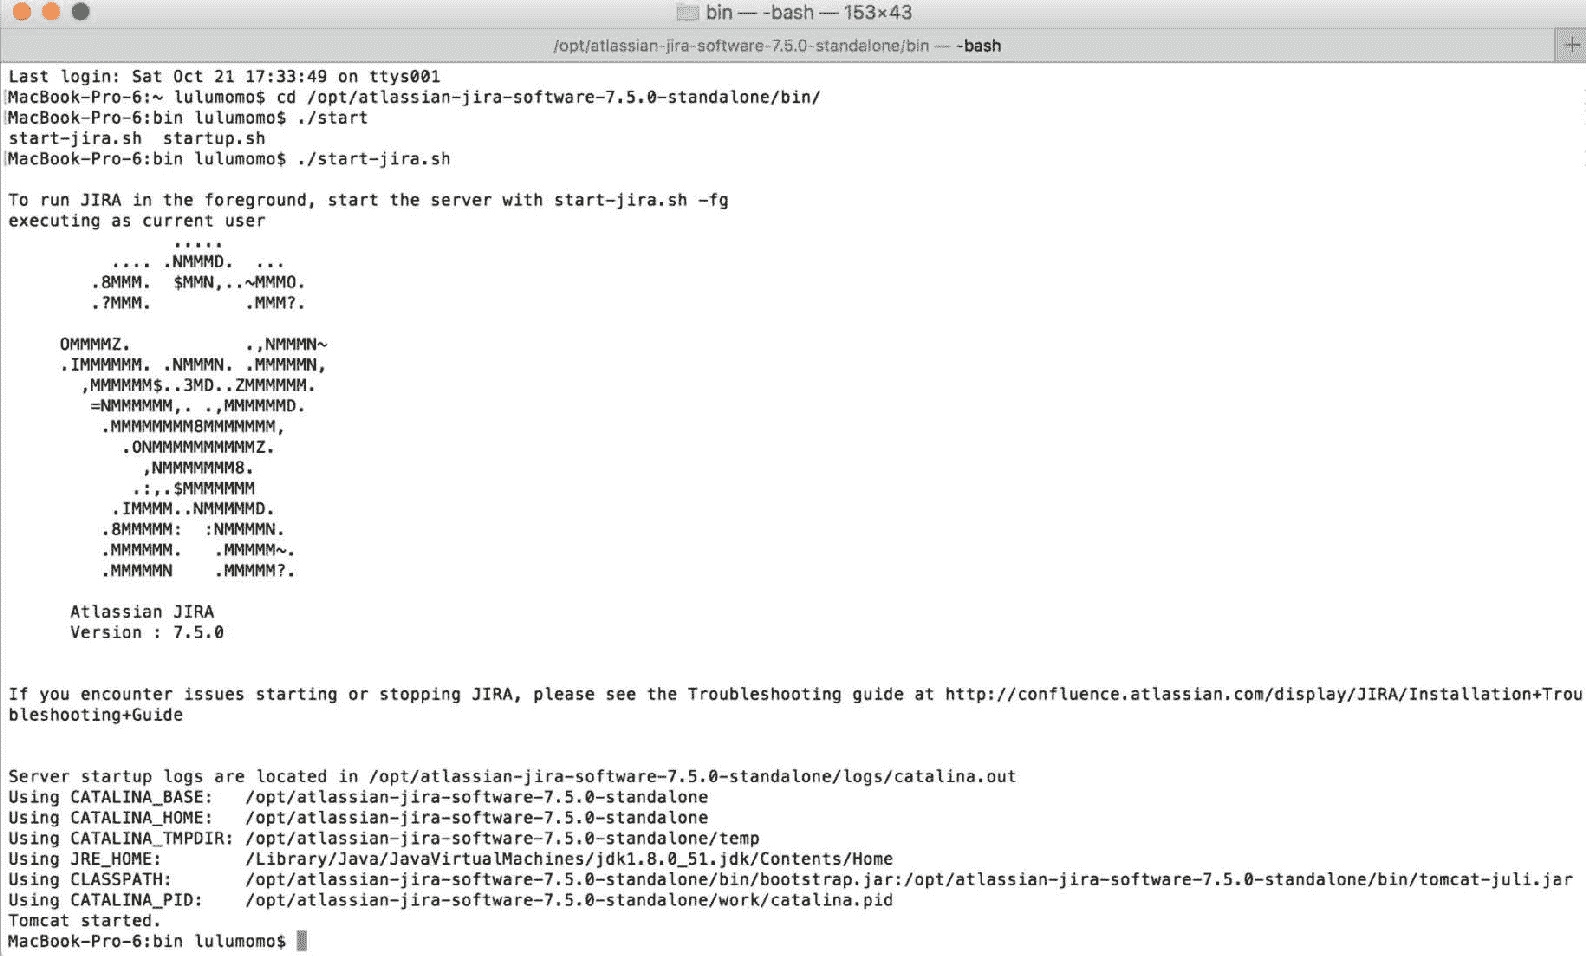 bin — -bash — 153×43
/opt/atlassian-jira-software-7.5.0-standalone/bin — -bash
Last login: Sat Oct 21 17:33:49 on ttys001
[MacBook-Pro-6:~ lulumomo$ cd /opt/atlassian-jira-software-7.5.0-standalone/bin/
[MacBook-Pro-6:bin lulumomo$ ./start
start-jira.sh  startup.sh
[MacBook-Pro-6:bin lulumomo$ ./start-jira.sh
To run JIRA in the foreground, start the server with start-jira.sh -fg
executing as current user
                .....
          .... .NMMMD.  ...
        .8MMM.  $MMN,..~MMMO.
        .?MMM.         .MMM?.
     OMMMMZ.           .,NMMMN~
     .IMMMMMM. .NMMMN. .MMMMMN,
       ,MMMMMM$..3MD..ZMMMMMM.
        =NMMMMMM,. .,MMMMMMD.
         .MMMMMMMM8MMMMMMM,
           .ONMMMMMMMMMMZ.
             ,NMMMMMMM8.
            .:,.$MMMMMMM
          .IMMMM..NMMMMMD.
         .8MMMMM:  :NMMMMN.
         .MMMMMM.   .MMMMM~.
         .MMMMMN    .MMMMM?.
      Atlassian JIRA
      Version : 7.5.0
If you encounter issues starting or stopping JIRA, please see the Troubleshooting guide at http://confluence.atlassian.com/display/JIRA/Installation+Trou
bleshooting+Guide
Server startup logs are located in /opt/atlassian-jira-software-7.5.0-standalone/logs/catalina.out
Using CATALINA_BASE:   /opt/atlassian-jira-software-7.5.0-standalone
Using CATALINA_HOME:   /opt/atlassian-jira-software-7.5.0-standalone
Using CATALINA_TMPDIR: /opt/atlassian-jira-software-7.5.0-standalone/temp
Using JRE_HOME:        /Library/Java/JavaVirtualMachines/jdk1.8.0_51.jdk/Contents/Home
Using CLASSPATH:       /opt/atlassian-jira-software-7.5.0-standalone/bin/bootstrap.jar:/opt/atlassian-jira-software-7.5.0-standalone/bin/tomcat-juli.jar
Using CATALINA_PID:    /opt/atlassian-jira-software-7.5.0-standalone/work/catalina.pid
Tomcat started.
MacBook-Pro-6:bin lulumomo$